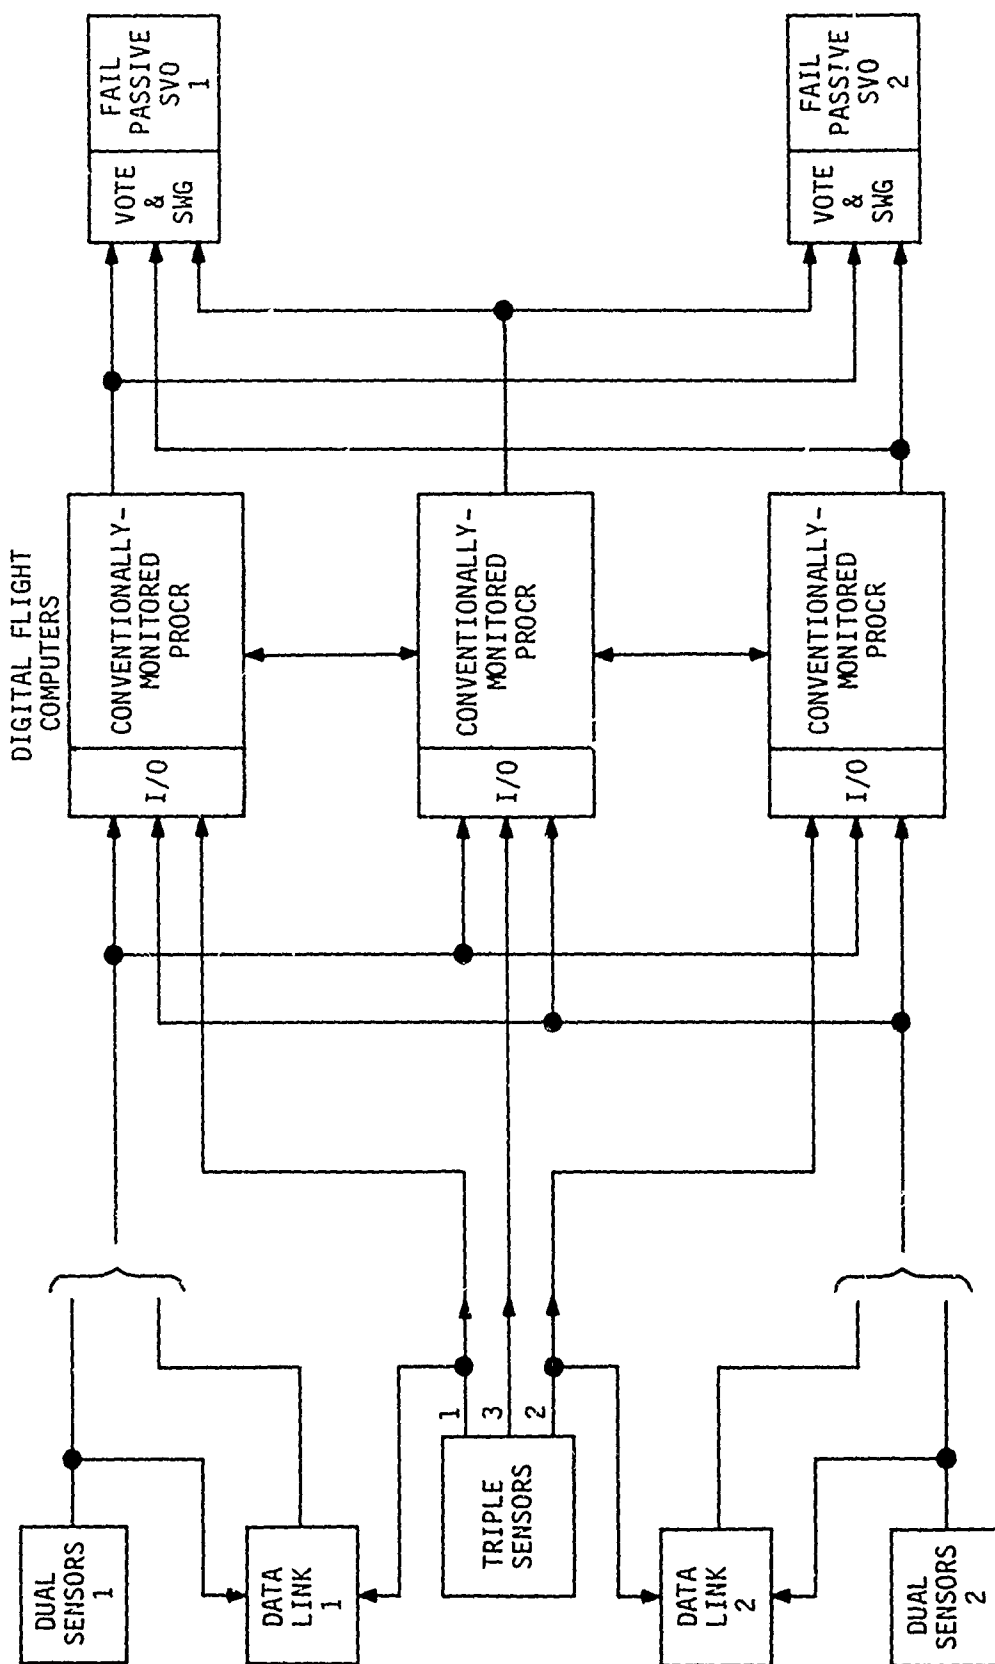 DIGITAL FLIGHT
COMPUTERS
DUAL
SENSORS
1
DATA
LINK
1
TRIPLE
SENSORS
1
3
2
DATA
LINK
2
DUAL
SENSORS
2
I/O
CONVENTIONALLY-
MONITORED
PROCR
I/O
CONVENTIONALLY-
MONITORED
PROCR
I/O
CONVENTIONALLY-
MONITORED
PROCR
VOTE
&
SWG
FAIL
PASSIVE
SVO
1
VOTE
&
SWG
FAIL
PASSIVE
SVO
2